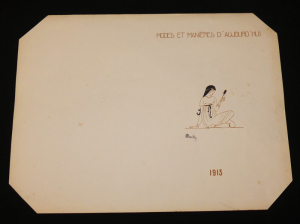 MODES ET MANIÈRES D'AUJOURD'HUI
1913